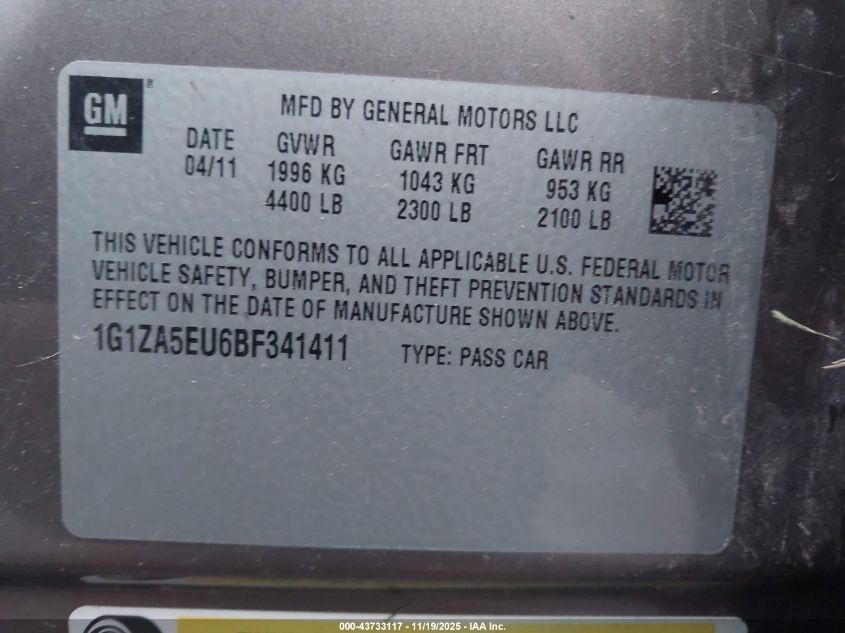 GM ®
MFD BY GENERAL MOTORS LLC
DATE GVWR GAWR FRT GAWR RR
04/11 1996 KG 1043 KG 953 KG
4400 LB 2300 LB 2100 LB
THIS VEHICLE CONFORMS TO ALL APPLICABLE U.S. FEDERAL MOTOR
VEHICLE SAFETY, BUMPER, AND THEFT PREVENTION STANDARDS IN
EFFECT ON THE DATE OF MANUFACTURE SHOWN ABOVE.
1G1ZA5EU6BF341411 TYPE: PASS CAR
000-43733117 - 11/19/2025 - IAA Inc.